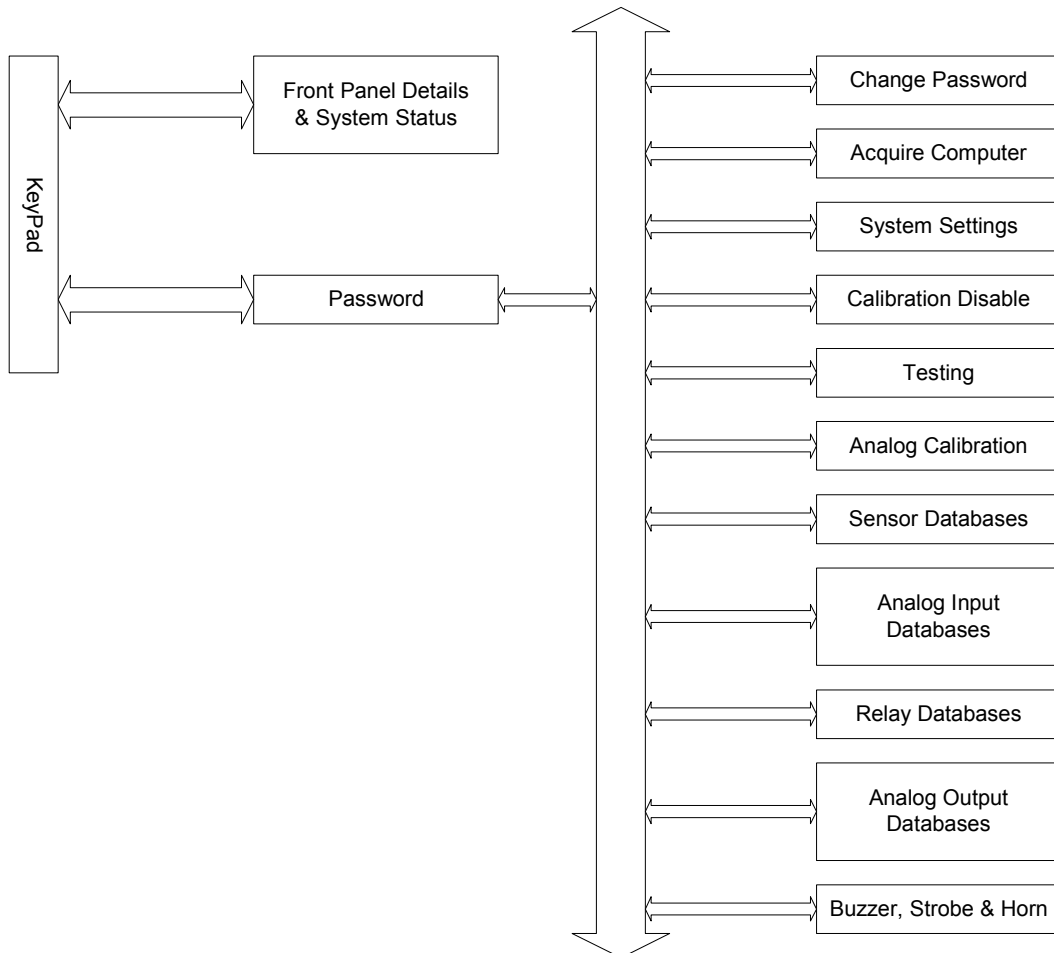 KeyPad
Front Panel Details
& System Status
Password
Change Password
Acquire Computer
System Settings
Calibration Disable
Testing
Analog Calibration
Sensor Databases
Analog Input
Databases
Relay Databases
Analog Output
Databases
Buzzer, Strobe & Horn